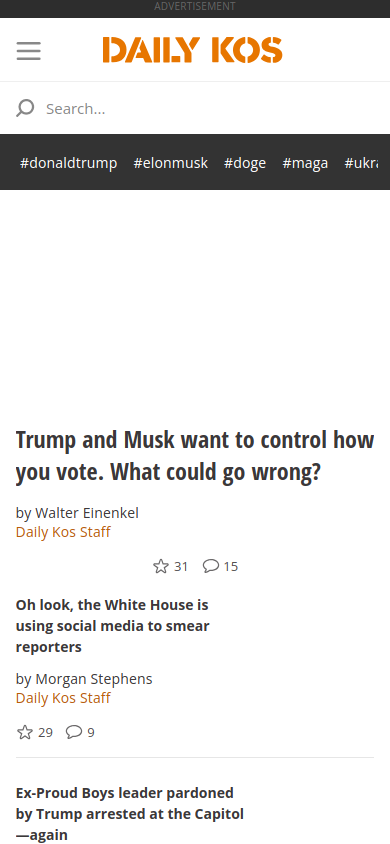 ADVERTISEMENT
DAILY KOS
Search...
#donaldtrump #elonmusk #doge #maga #ukra
Trump and Musk want to control how
you vote. What could go wrong?
by Walter Einenkel
Daily Kos Staff
31 15
Oh look, the White House is
using social media to smear
reporters
by Morgan Stephens
Daily Kos Staff
29 9
Ex-Proud Boys leader pardoned
by Trump arrested at the Capitol
—again